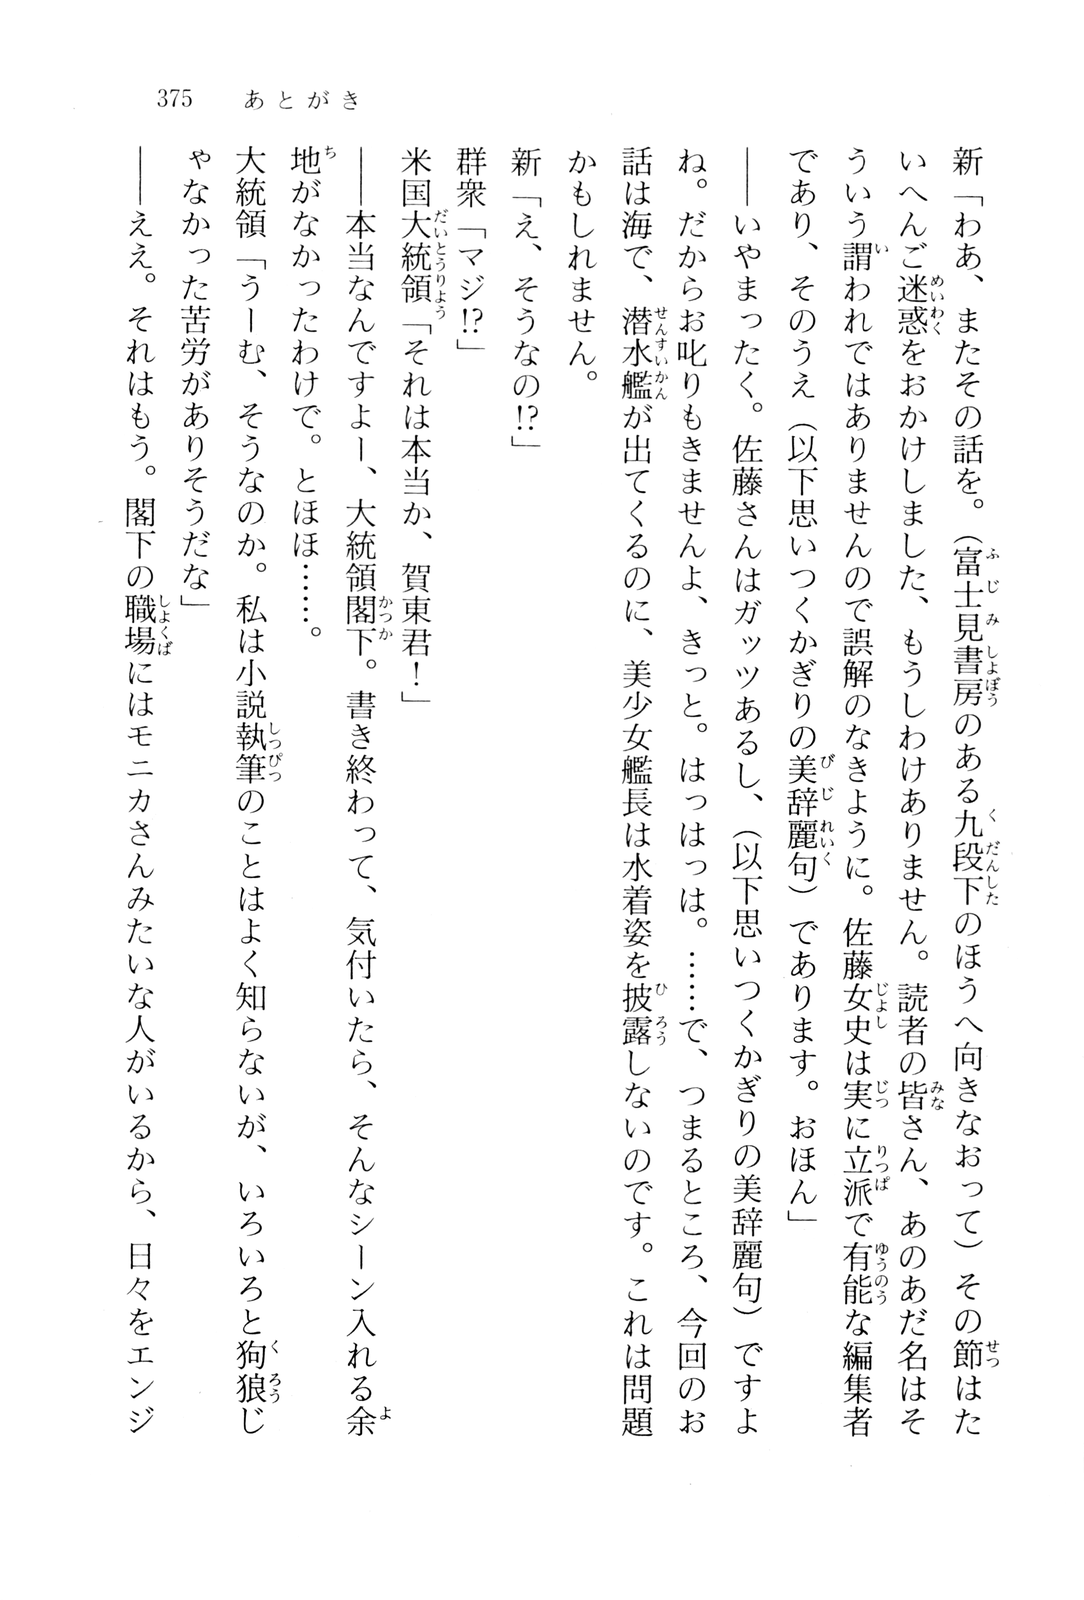 375　あとがき
新「わあ、またその話を。（富士見書房のある九段下のほうへ向きなおって）その節はた
いへんご迷惑をおかけしました、もうしわけありません。読者の皆さん、あのあだ名はそ
ういう謂われではありませんので誤解のなきように。佐藤女史は実に立派で有能な編集者
であり、そのうえ（以下思いつくかぎりの美辞麗句）であります。おほん」
――いやまったく。佐藤さんはガッツあるし、（以下思いつくかぎりの美辞麗句）ですよ
ね。だからお叱りもきませんよ、きっと。はっはっは。……で、つまるところ、今回のお
話は海で、潜水艦が出てくるのに、美少女艦長は水着姿を披露しないのです。これは問題
かもしれません。
新「え、そうなの!?」
群衆「マジ!?」
米国大統領「それは本当か、賀東君！」
――本当なんですよー、大統領閣下。書き終わって、気付いたら、そんなシーン入れる余
地がなかったわけで。とほほ……。
大統領「うーむ、そうなのか。私は小説執筆のことはよく知らないが、いろいろと狗狼じ
ゃなかった苦労がありそうだな」
――ええ。それはもう。閣下の職場にはモニカさんみたいな人がいるから、日々をエンジ